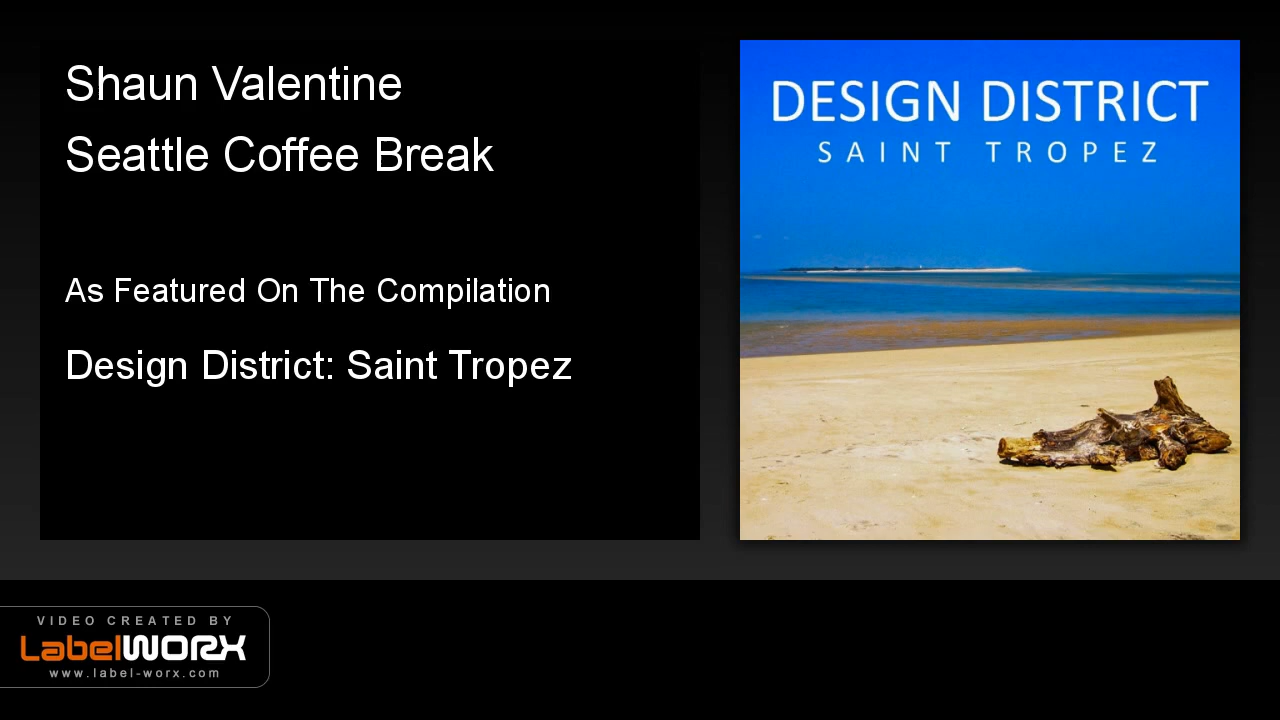 Shaun Valentine
Seattle Coffee Break
As Featured On The Compilation
Design District: Saint Tropez
DESIGN DISTRICT
SAINT TROPEZ
VIDEO CREATED BY
LabelWORX
www.label-worx.com